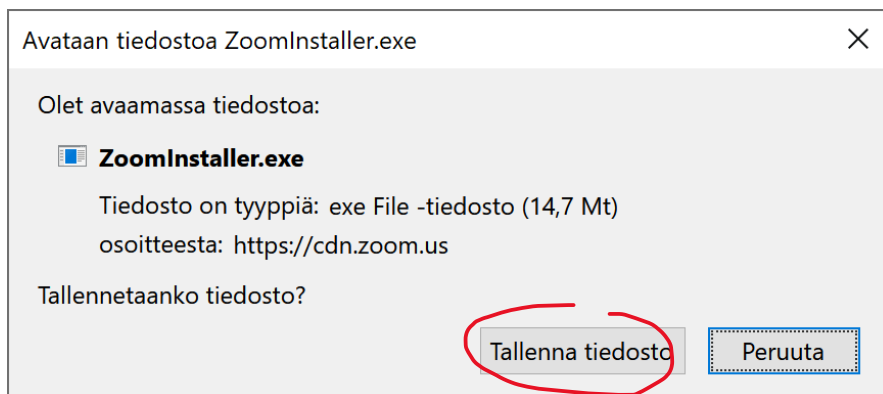 Avataan tiedostoa ZoomInstaller.exe
Olet avaamassa tiedostoa:
ZoomInstaller.exe
Tiedosto on tyyppiä: exe File -tiedosto (14,7 Mt)
osoitteesta: https://cdn.zoom.us
Tallennetaanko tiedosto?
Tallenna tiedosto Peruuta